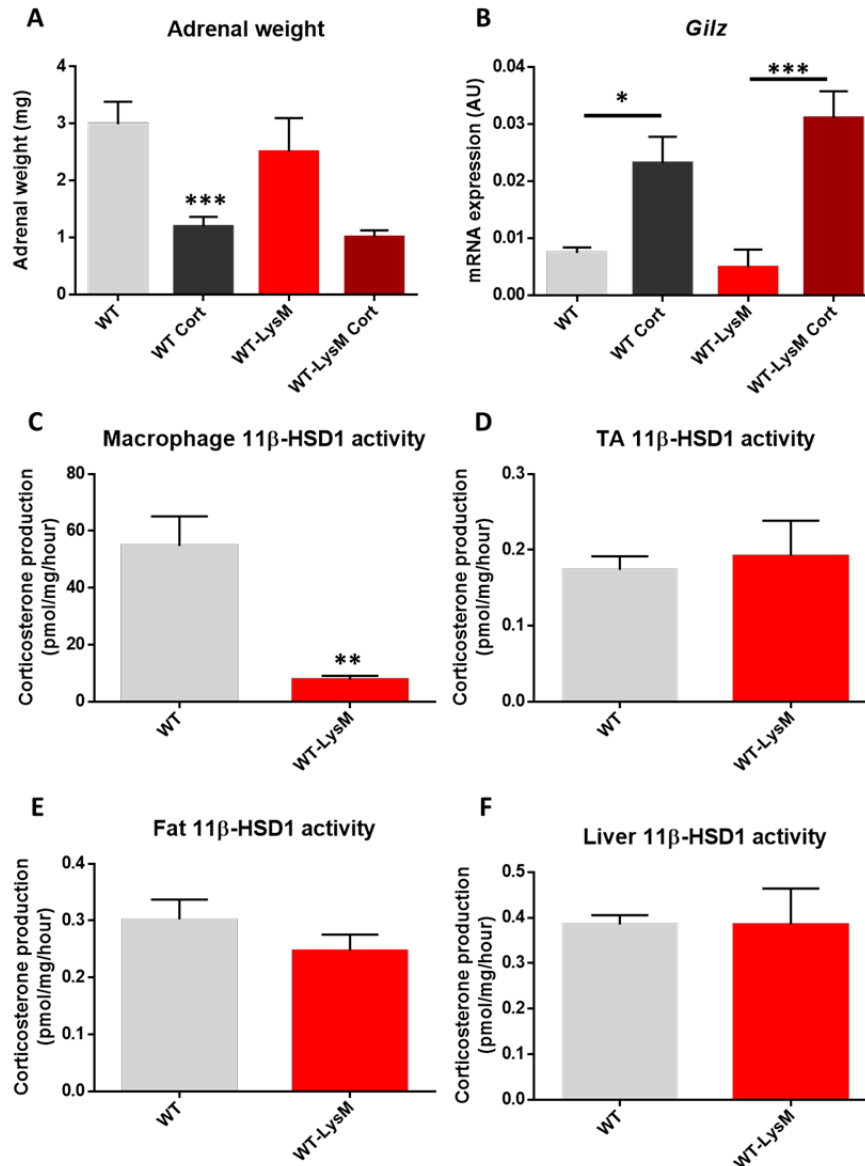 A
Adrenal weight
Adrenal weight (mg)
3
2
1
0
***
WT
WT Cort
WT-LysM
WT-LysM Cort
B
Gilz
mRNA expression (AU)
0.04
0.03
0.010
0.005
0.000
*
***
WT
WT Cort
WT-LysM
WT-LysM Cort
C
Macrophage 11β-HSD1 activity
Corticosterone production
(pmol/mg/hour)
80
60
40
20
0
**
WT
WT-LysM
D
TA 11β-HSD1 activity
Corticosterone production
(pmol/mg/hour)
0.3
0.2
0.1
0.0
WT
WT-LysM
E
Fat 11β-HSD1 activity
Corticosterone production
(pmol/mg/hour)
0.4
0.3
0.2
0.1
0.0
WT
WT-LysM
F
Liver 11β-HSD1 activity
Corticosterone production
(pmol/mg/hour)
0.5
0.4
0.3
0.2
0.1
0.0
WT
WT-LysM